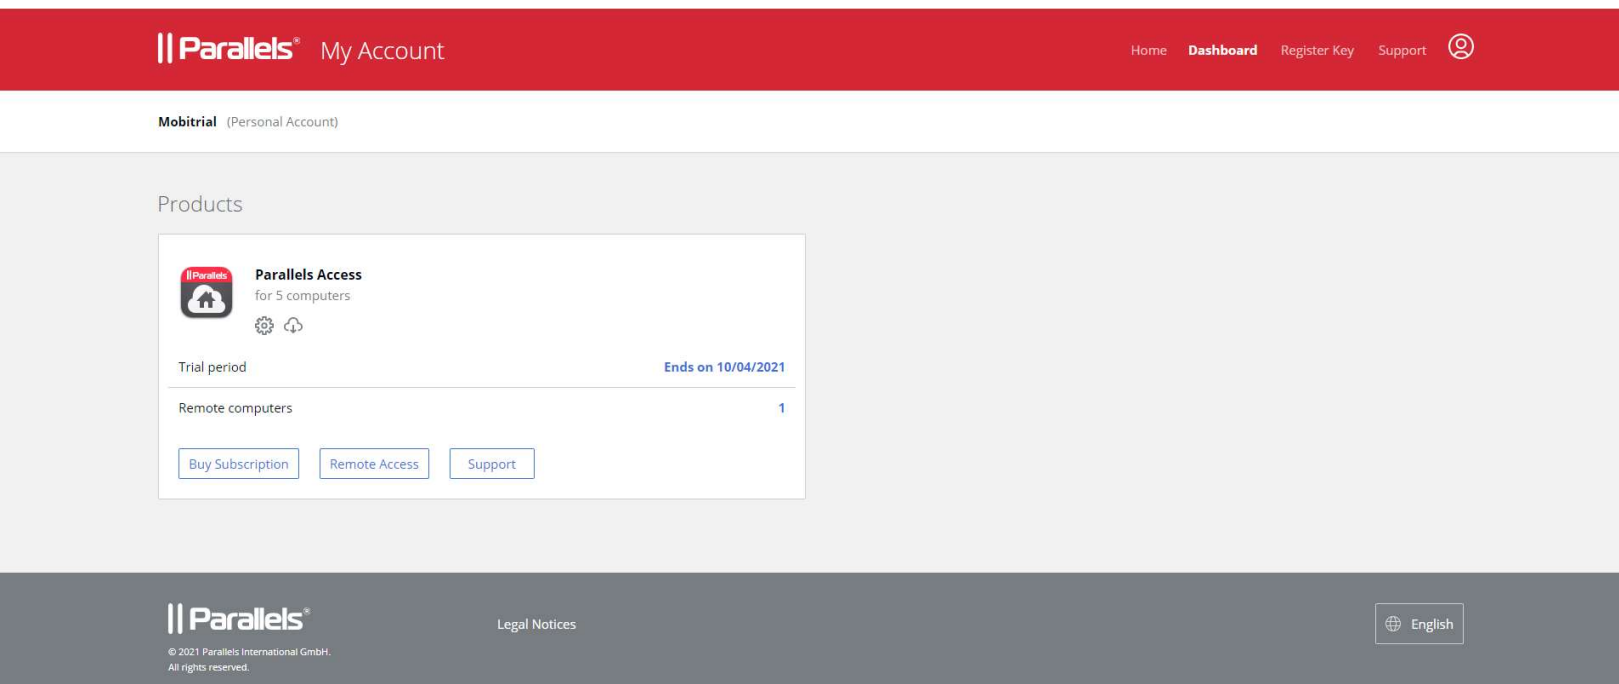 Parallels® My Account Home Dashboard Register Key Support
Mobitrial (Personal Account)
Products
Parallels
Parallels Access
for 5 computers
Trial period Ends on 10/04/2021
Remote computers 1
Buy Subscription Remote Access Support
Parallels® Legal Notices English
© 2021 Parallels International GmbH.
All rights reserved.